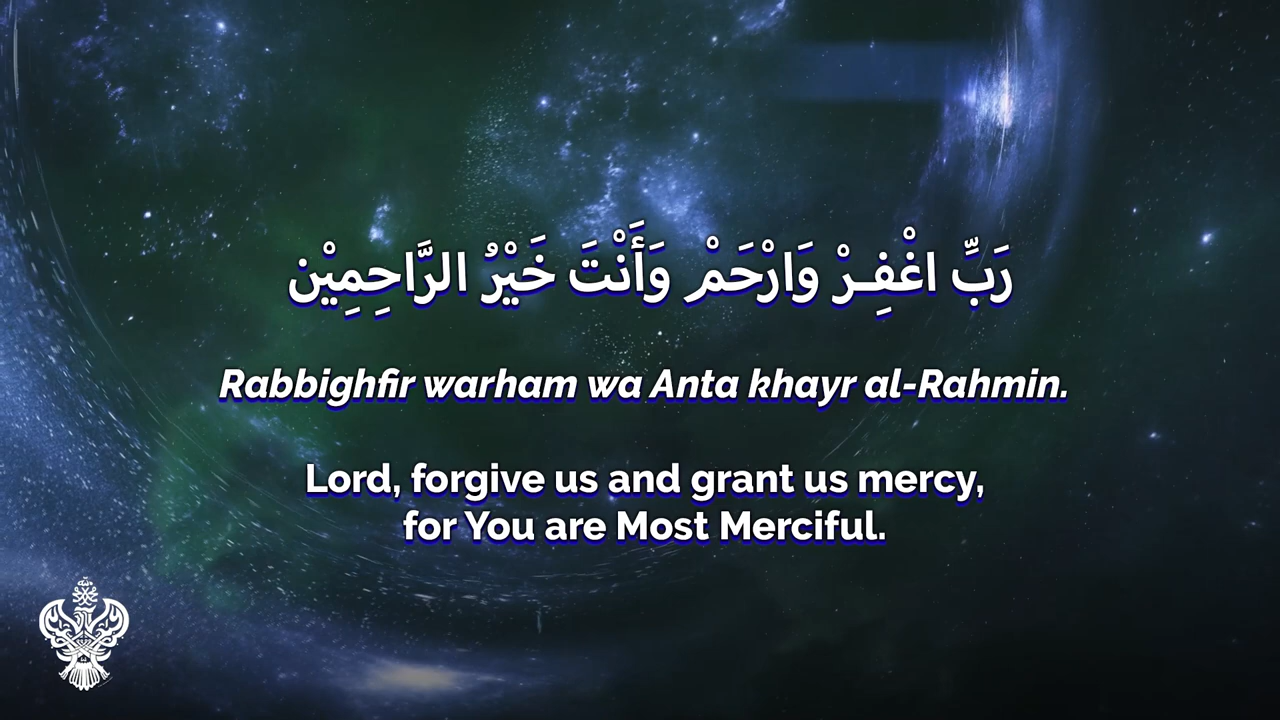 رَبِّ اغْفِـرْ وَارْحَمْ وَأَنْتَ خَيْرُ الرَّاحِمِيْن
Rabbighfir warham wa Anta khayr al-Rahmin.
Lord, forgive us and grant us mercy,
for You are Most Merciful.